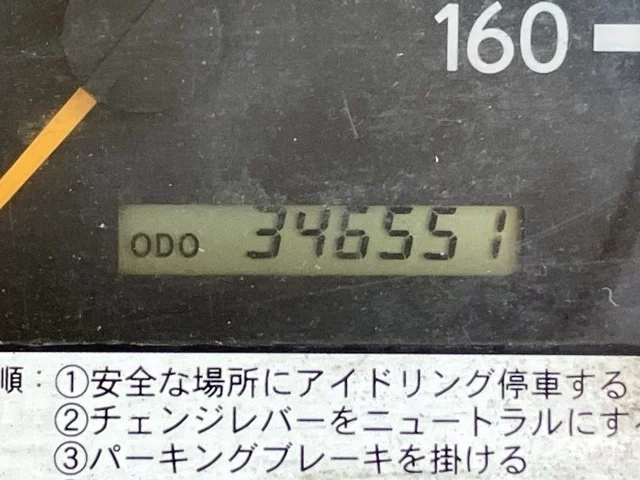 160
ODO 346551
順：①安全な場所にアイドリング停車する
②チェンジレバーをニュートラルにす
③パーキングブレーキを掛ける